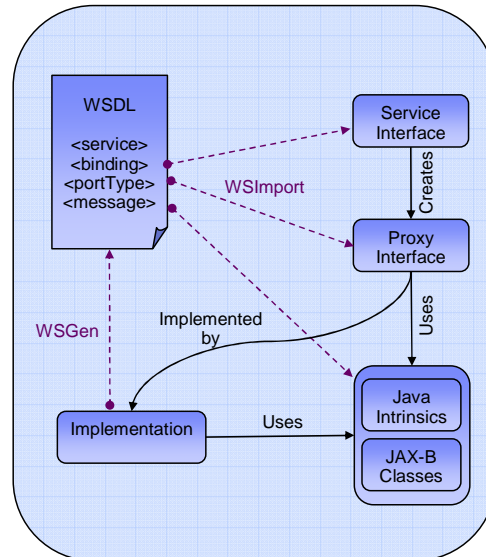 WSDL
<service>
<binding>
<portType>
<message>
Service
Interface
WSImport
Creates
Proxy
Interface
WSGen
Implemented
by
Uses
Implementation
Uses
Java
Intrinsics
JAX-B
Classes